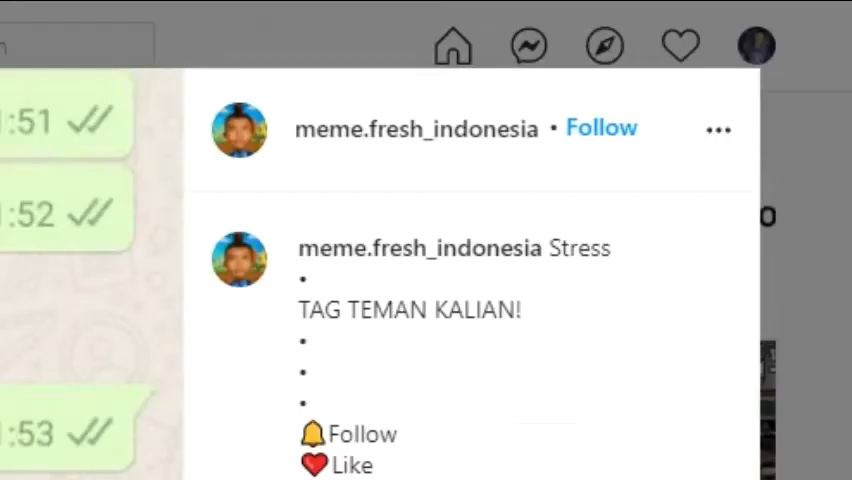 :51
meme.fresh_indonesia • Follow
:52
meme.fresh_indonesia Stress
•
TAG TEMAN KALIAN!
•
•
•
:53
🔔Follow
❤️Like